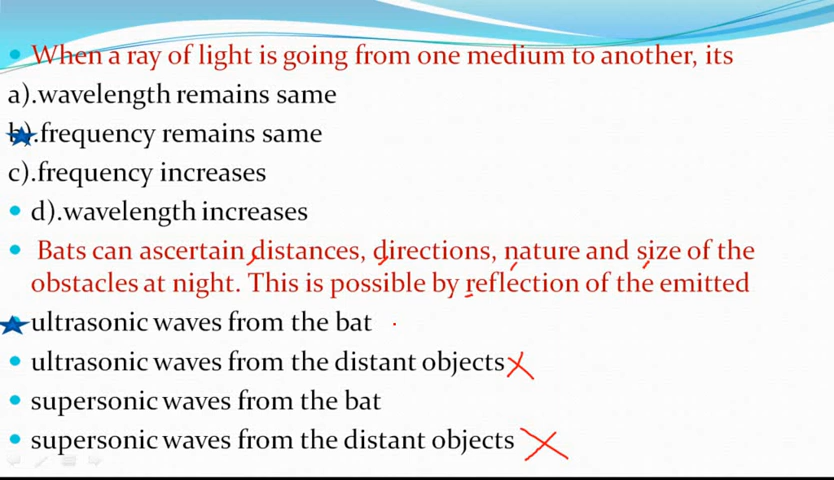 When a ray of light is going from one medium to another, its
a).wavelength remains same
b).frequency remains same
c).frequency increases
d).wavelength increases
Bats can ascertain distances, directions, nature and size of the
obstacles at night. This is possible by reflection of the emitted
ultrasonic waves from the bat
ultrasonic waves from the distant objects
supersonic waves from the bat
supersonic waves from the distant objects